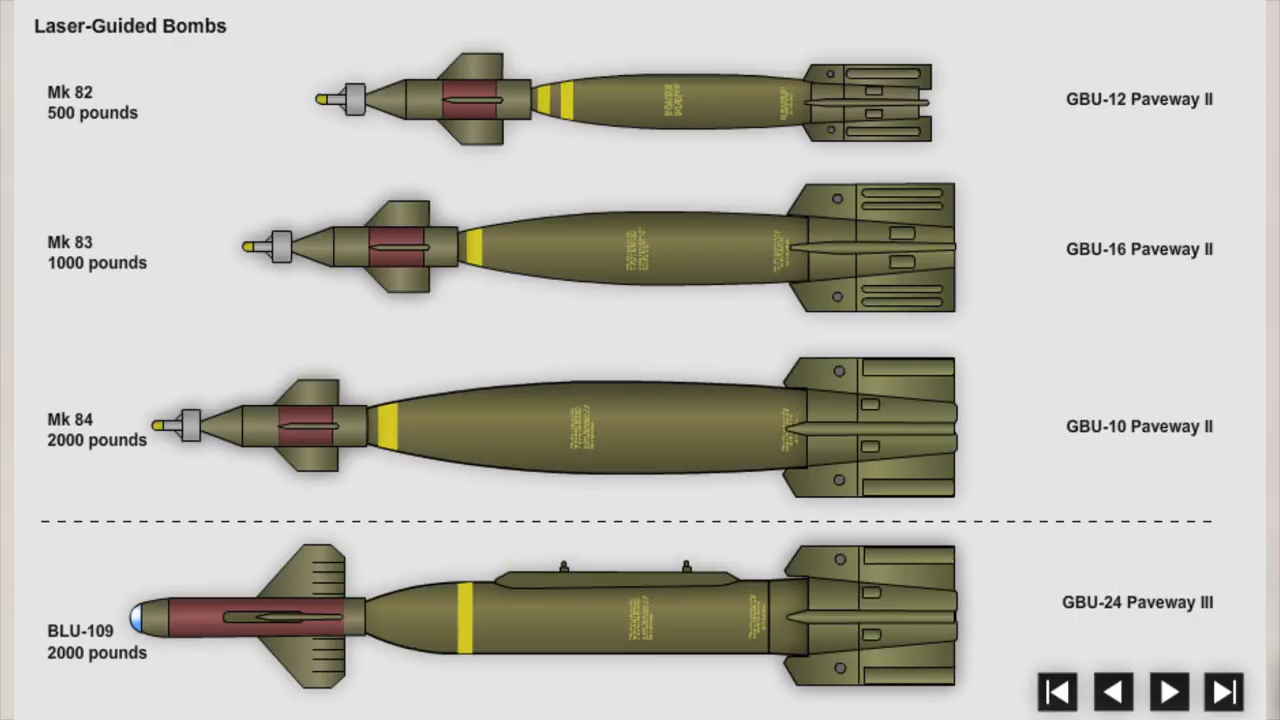 Laser-Guided Bombs
Mk 82
500 pounds
GBU-12 Paveway II
Mk 83
1000 pounds
GBU-16 Paveway II
Mk 84
2000 pounds
GBU-10 Paveway II
BLU-109
2000 pounds
GBU-24 Paveway III